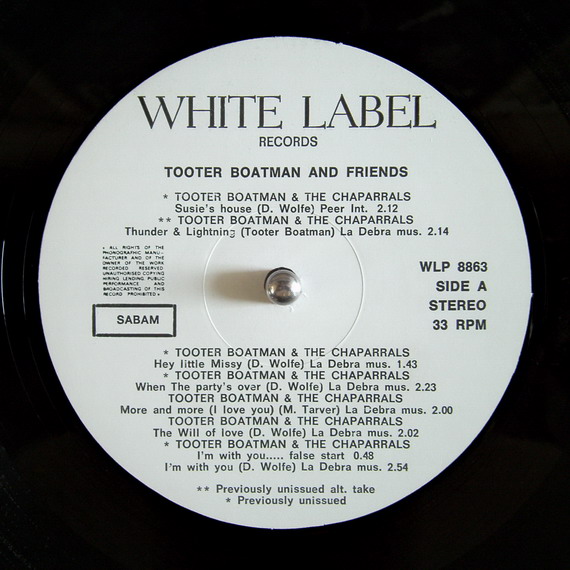 WHITE LABEL
RECORDS
TOOTER BOATMAN AND FRIENDS
* TOOTER BOATMAN & THE CHAPARRALS
Susie's house (D. Wolfe) Peer Int. 2.12
** TOOTER BOATMAN & THE CHAPARRALS
Thunder & Lightning (Tooter Boatman) La Debra mus. 2.14
• ALL RIGHTS OF THE
PHONOGRAPHIC MANU-
FACTURER AND OF THE
OWNER OF THE WORK
RECORDED RESERVED
UNAUTHORISED COPYING
HIRING LENDING PUBLIC
PERFORMANCE AND
BROADCASTING OF THIS
RECORD PROHIBITED •
SABAM
WLP 8863
SIDE A
STEREO
33 RPM
* TOOTER BOATMAN & THE CHAPARRALS
Hey little Missy (D. Wolfe) La Debra mus. 1.43
* TOOTER BOATMAN & THE CHAPARRALS
When The party's over (D. Wolfe) La Debra mus. 2.23
TOOTER BOATMAN & THE CHAPARRALS
More and more (I love you) (M. Tarver) La Debra mus. 2.00
TOOTER BOATMAN & THE CHAPARRALS
The Will of love (D. Wolfe) La Debra mus. 2.02
* TOOTER BOATMAN & THE CHAPARRALS
I'm with you..... false start 0.48
I'm with you (D. Wolfe) La Debra mus. 2.54
** Previously unissued alt. take
* Previously unissued